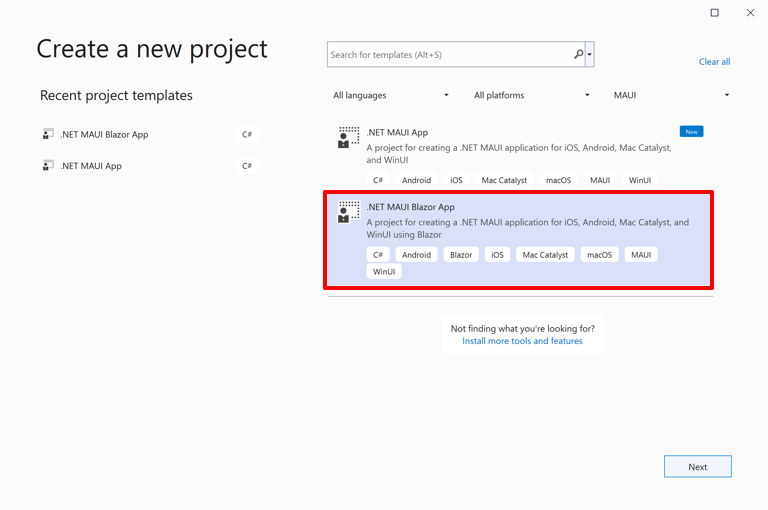 Create a new project
Search for templates (Alt+S)
Clear all
Recent project templates
All languages
All platforms
MAUI
.NET MAUI Blazor App
C#
.NET MAUI App
C#
.NET MAUI App
New
A project for creating a .NET MAUI application for iOS, Android, Mac Catalyst,
and WinUI
C# Android iOS Mac Catalyst macOS MAUI WinUI
.NET MAUI Blazor App
A project for creating a .NET MAUI application for iOS, Android, Mac Catalyst, and
WinUI using Blazor
C# Android Blazor iOS Mac Catalyst macOS MAUI
WinUI
Not finding what you're looking for?
Install more tools and features
Next